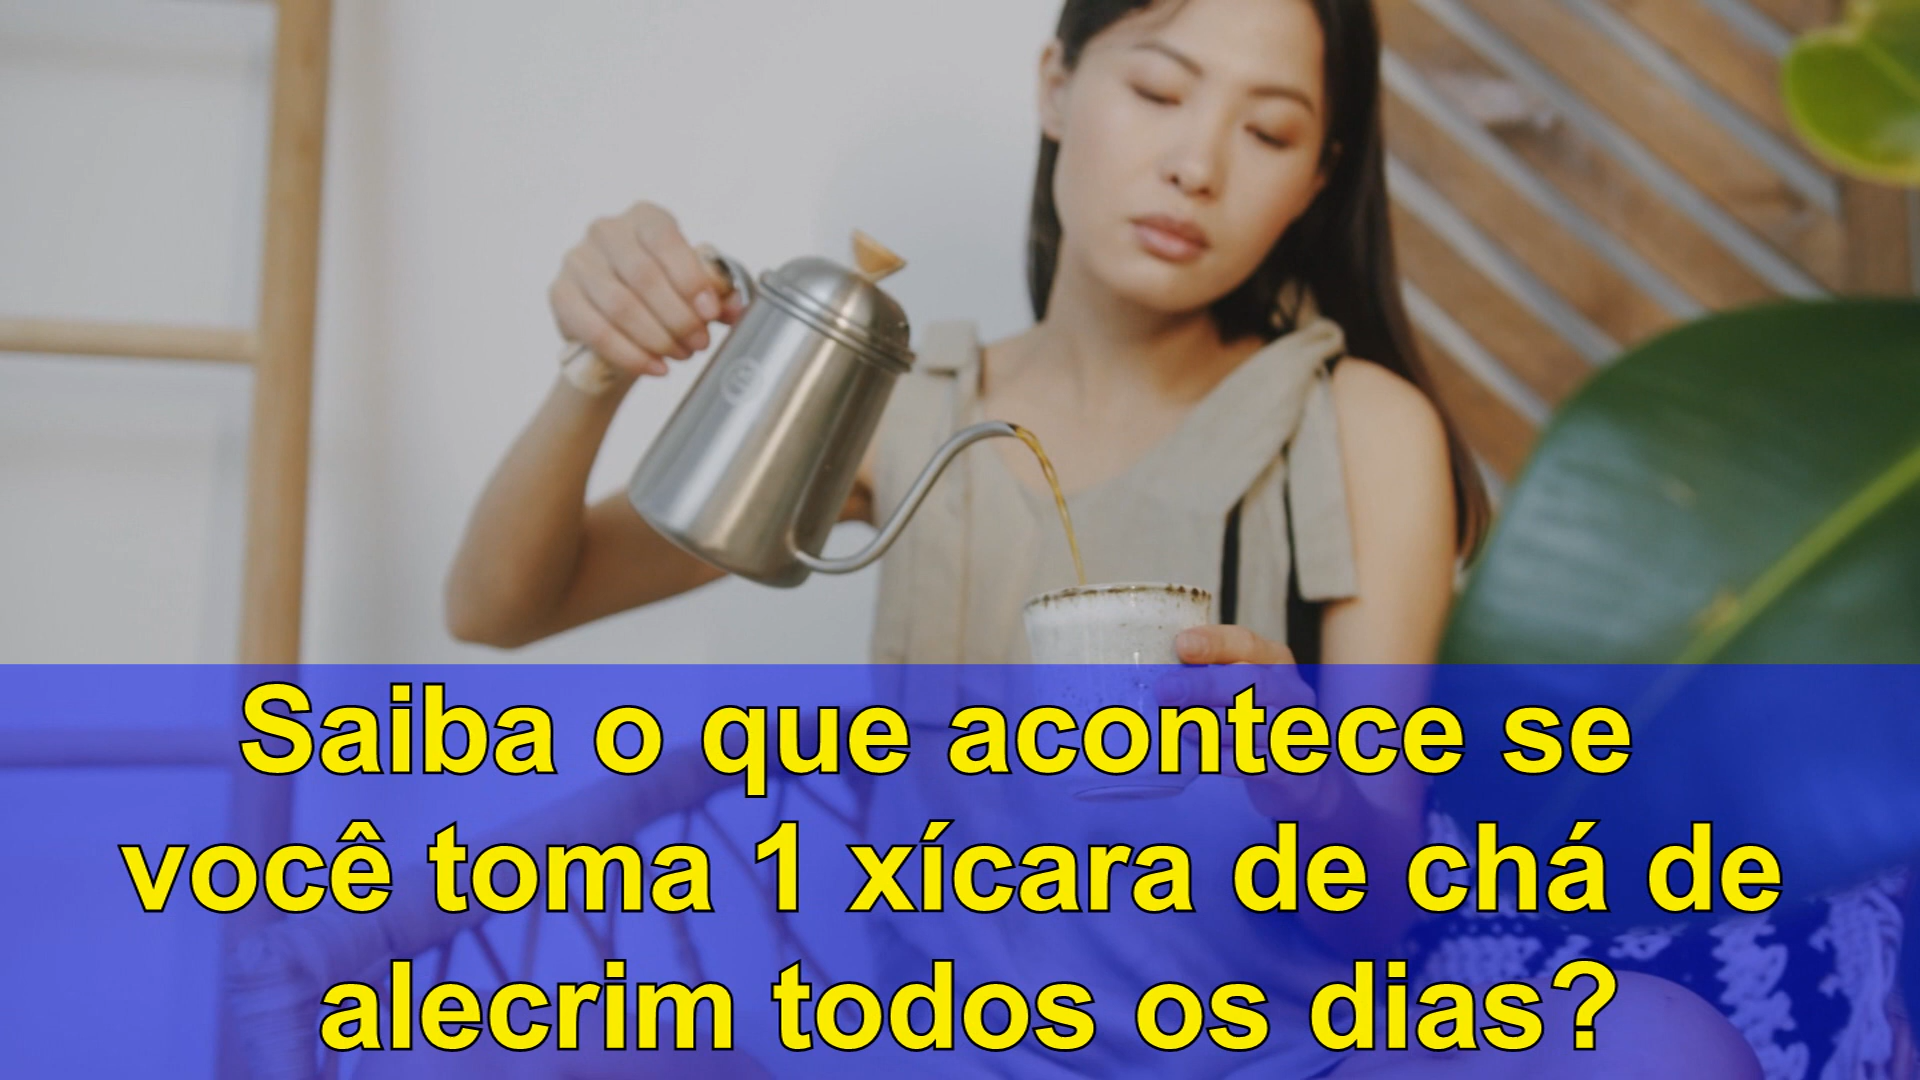 Saiba o que acontece se
você toma 1 xícara de chá de
alecrim todos os dias?